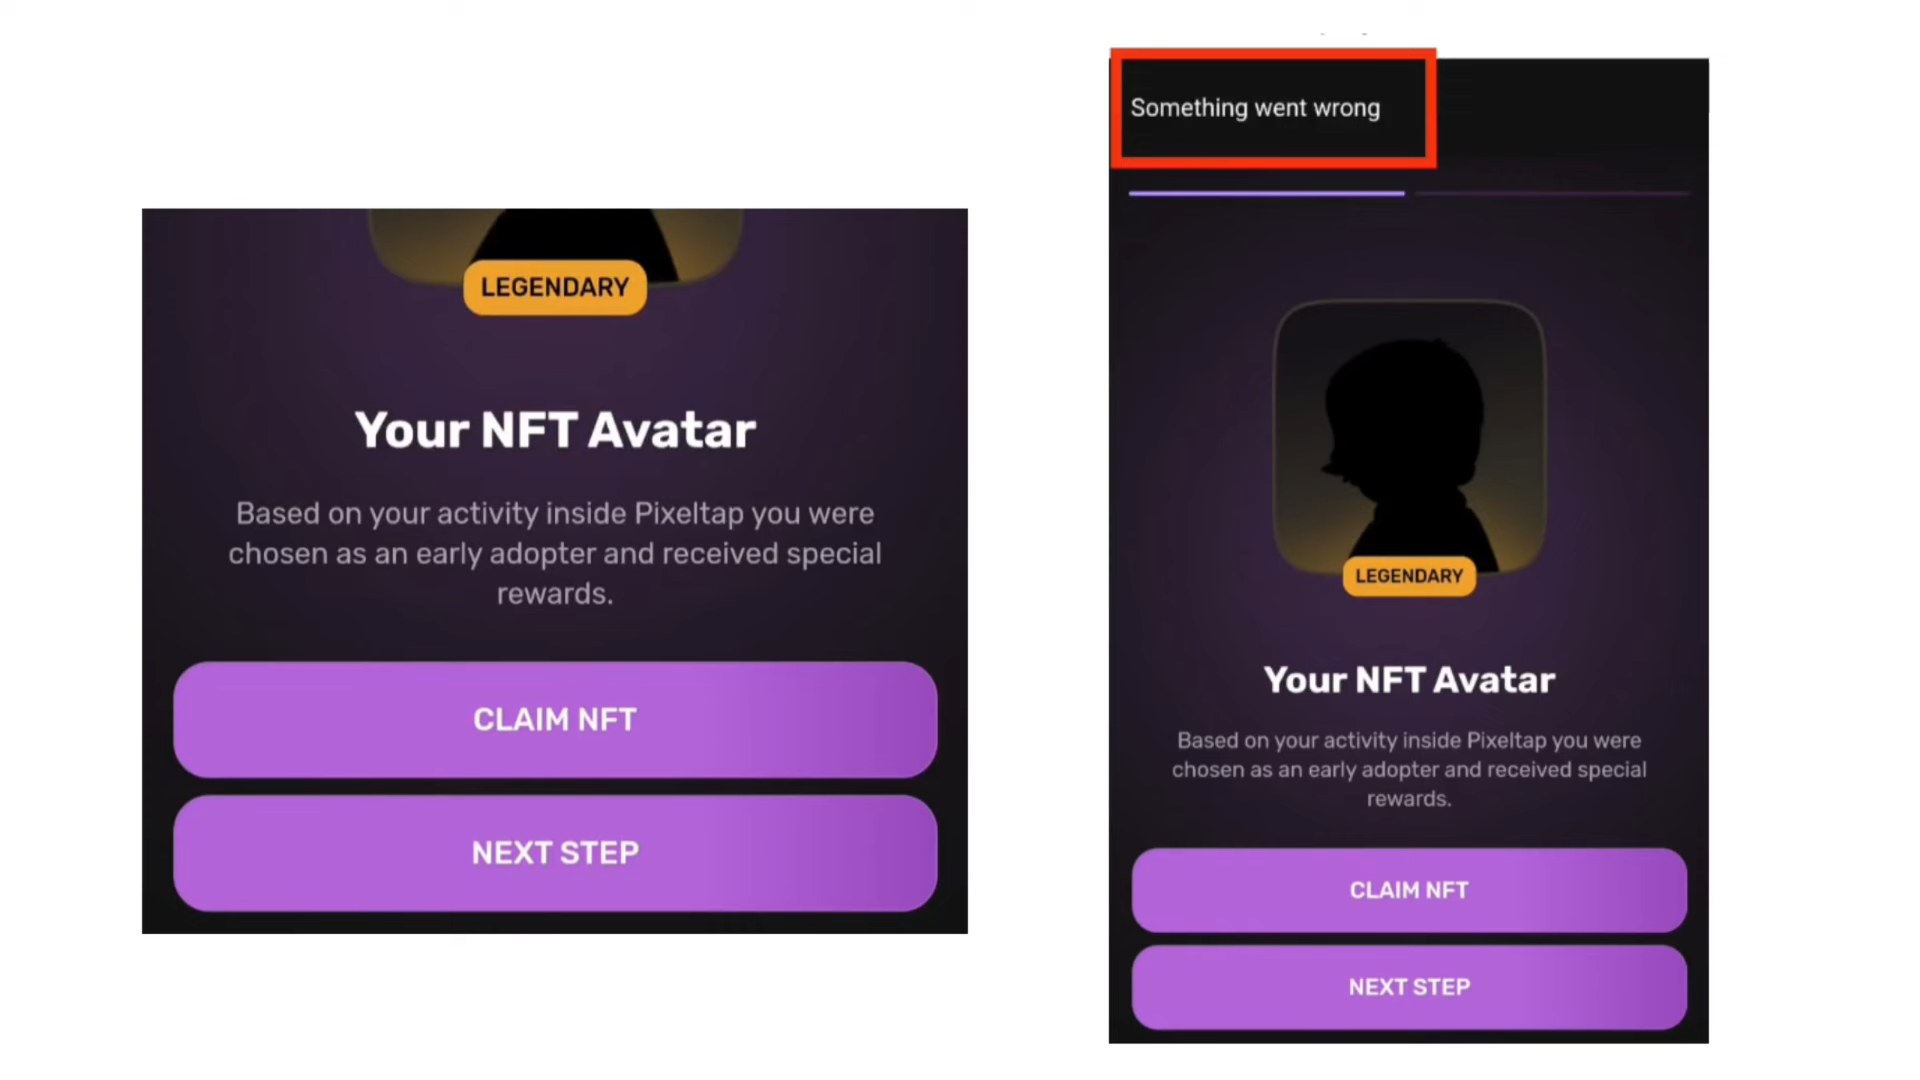 LEGENDARY
Your NFT Avatar
Based on your activity inside Pixeltap you were
chosen as an early adopter and received special
rewards.
CLAIM NFT
NEXT STEP
Something went wrong
LEGENDARY
Your NFT Avatar
Based on your activity inside Pixeltap you were
chosen as an early adopter and received special
rewards.
CLAIM NFT
NEXT STEP